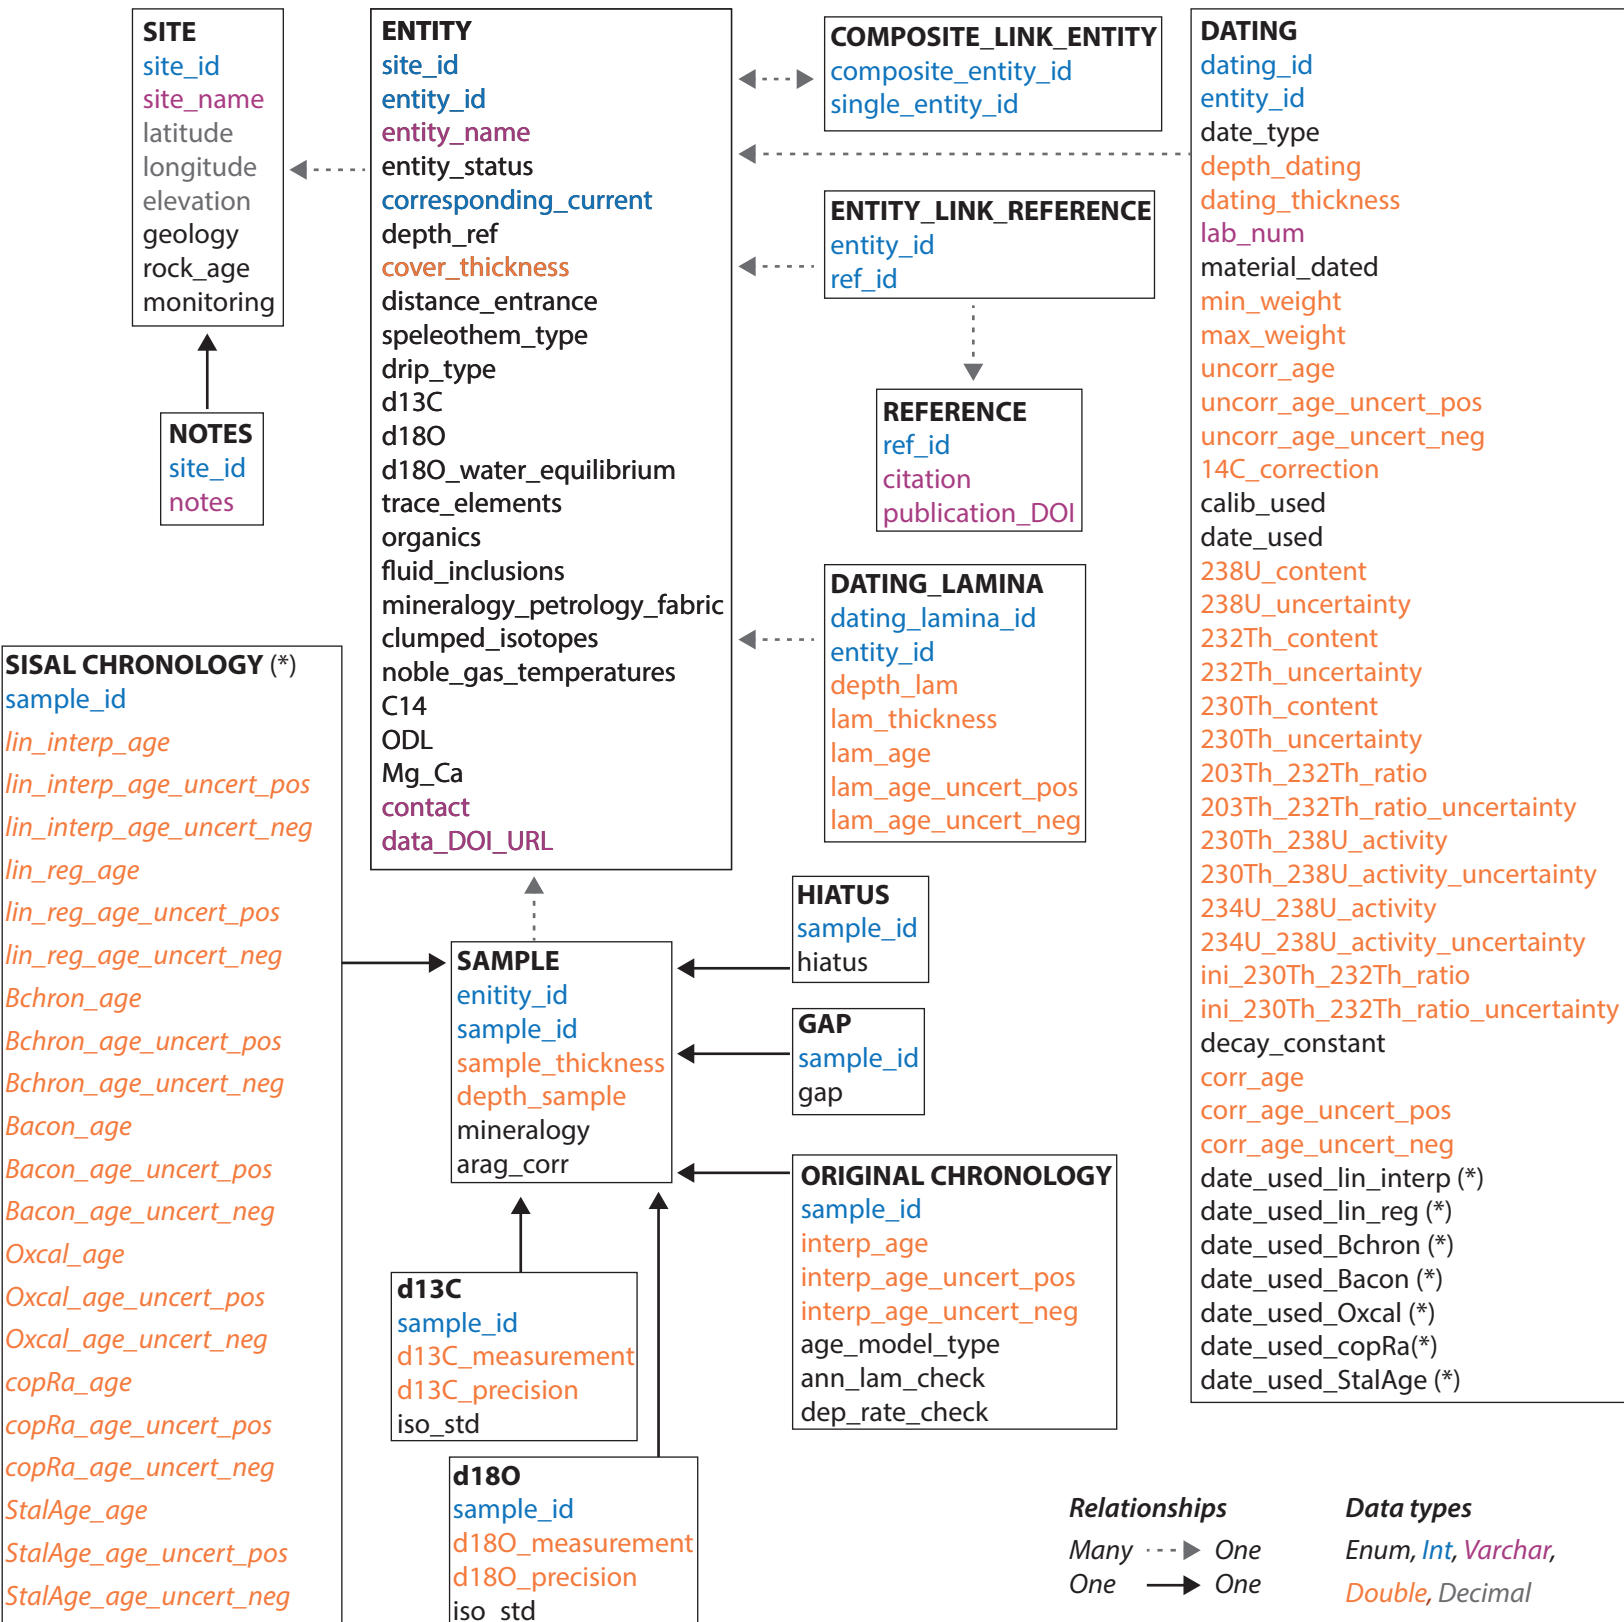 SITE
site_id
site_name
latitude
longitude
elevation
geology
rock_age
monitoring
NOTES
site_id
notes
ENTITY
site_id
entity_id
entity_name
entity_status
corresponding_current
depth_ref
cover_thickness
distance_entrance
speleothem_type
drip_type
d13C
d18O
d18O_water_equilibrium
trace_elements
organics
fluid_inclusions
mineralogy_petrology_fabric
clumped_isotopes
noble_gas_temperatures
C14
ODL
Mg_Ca
contact
data_DOI_URL
COMPOSITE_LINK_ENTITY
composite_entity_id
single_entity_id
ENTITY_LINK_REFERENCE
entity_id
ref_id
REFERENCE
ref_id
citation
publication_DOI
DATING_LAMINA
dating_lamina_id
entity_id
depth_lam
lam_thickness
lam_age
lam_age_uncert_pos
lam_age_uncert_neg
DATING
dating_id
entity_id
date_type
depth_dating
dating_thickness
lab_num
material_dated
min_weight
max_weight
uncorr_age
uncorr_age_uncert_pos
uncorr_age_uncert_neg
14C_correction
calib_used
date_used
238U_content
238U_uncertainty
232Th_content
232Th_uncertainty
230Th_content
230Th_uncertainty
203Th_232Th_ratio
203Th_232Th_ratio_uncertainty
230Th_238U_activity
230Th_238U_activity_uncertainty
234U_238U_activity
234U_238U_activity_uncertainty
ini_230Th_232Th_ratio
ini_230Th_232Th_ratio_uncertainty
decay_constant
corr_age
corr_age_uncert_pos
corr_age_uncert_neg
date_used_lin_interp (*)
date_used_lin_reg (*)
date_used_Bchron (*)
date_used_Bacon (*)
date_used_Oxcal (*)
date_used_copRa(*)
date_used_StalAge (*)
SISAL CHRONOLOGY (*)
sample_id
lin_interp_age
lin_interp_age_uncert_pos
lin_interp_age_uncert_neg
lin_reg_age
lin_reg_age_uncert_pos
lin_reg_age_uncert_neg
Bchron_age
Bchron_age_uncert_pos
Bchron_age_uncert_neg
Bacon_age
Bacon_age_uncert_pos
Bacon_age_uncert_neg
Oxcal_age
Oxcal_age_uncert_pos
Oxcal_age_uncert_neg
copRa_age
copRa_age_uncert_pos
copRa_age_uncert_neg
StalAge_age
StalAge_age_uncert_pos
StalAge_age_uncert_neg
SAMPLE
enitity_id
sample_id
sample_thickness
depth_sample
mineralogy
arag_corr
HIATUS
sample_id
hiatus
GAP
sample_id
gap
ORIGINAL CHRONOLOGY
sample_id
interp_age
interp_age_uncert_pos
interp_age_uncert_neg
age_model_type
ann_lam_check
dep_rate_check
d13C
sample_id
d13C_measurement
d13C_precision
iso_std
d18O
sample_id
d18O_measurement
d18O_precision
iso_std
Relationships
Many One
One One
Data types
Enum, Int, Varchar,
Double, Decimal